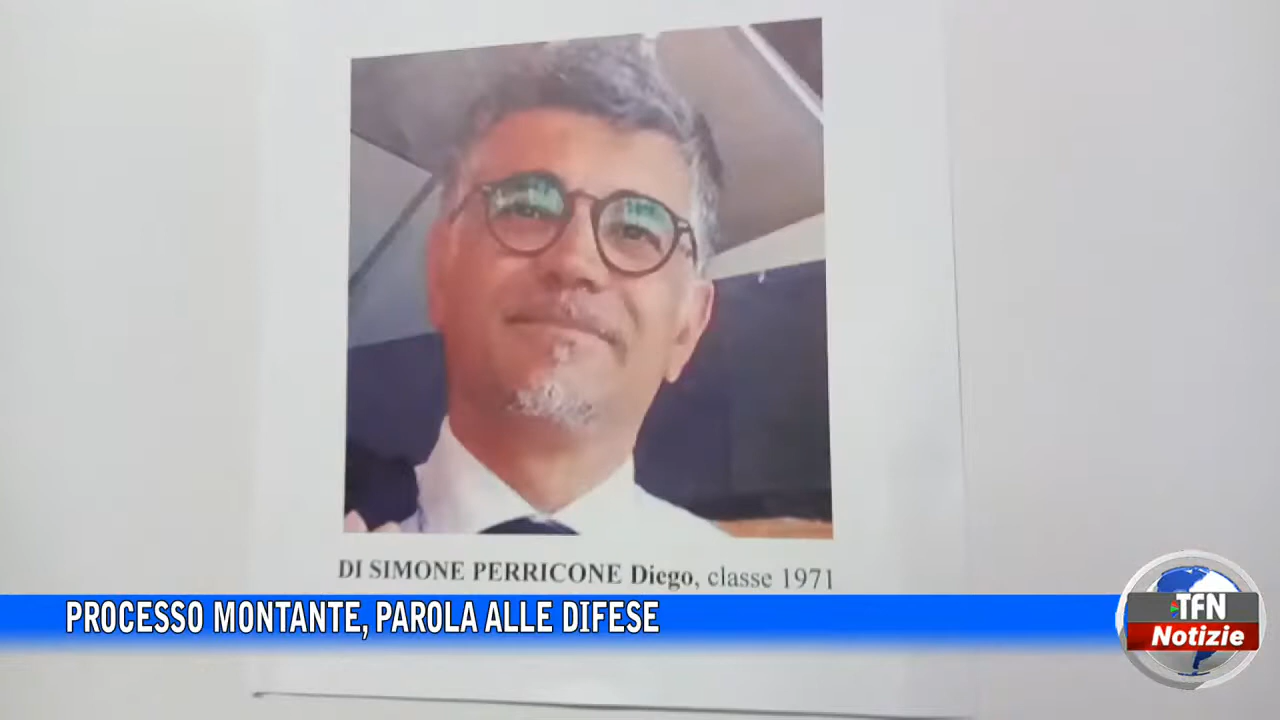 DI SIMONE PERRICONE Diego, classe 1971
PROCESSO MONTANTE, PAROLA ALLE DIFESE
TFN
Notizie